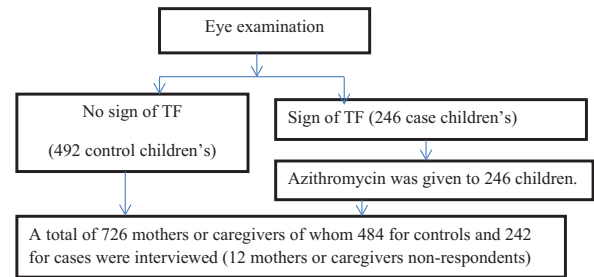 Eye examination
No sign of TF
(492 control children's)
Sign of TF (246 case children's)
Azithromycin was given to 246 children.
A total of 726 mothers or caregivers of whom 484 for controls and 242
for cases were interviewed (12 mothers or caregivers non-respondents)